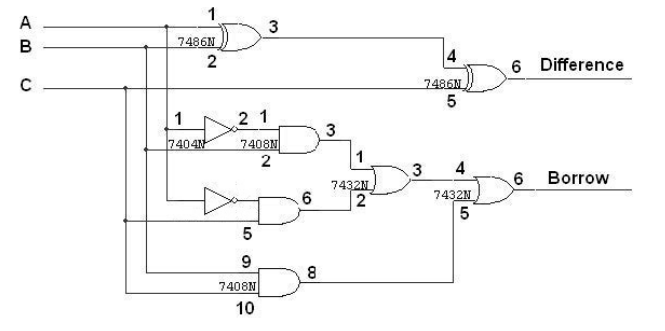 A 1 3
B 7486N
2 4 6 Difference
C 7486N
5
1 2 1 3
7404N 7408N
2 1 3 4 6 Borrow
7432N 7432N
6 2 5
5
9 8
7408N
10